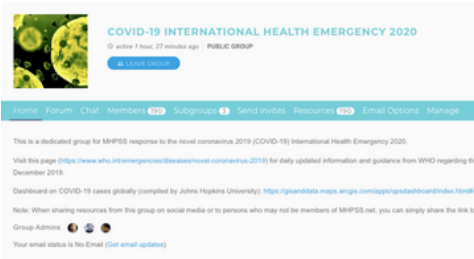 COVID-19 INTERNATIONAL HEALTH EMERGENCY 2020
active 1 hour, 27 minutes ago PUBLIC GROUP
LEAVE GROUP
Home Forum Chat Members 190 Subgroups 3 Send Invites Resources 190 Email Options Manage
This is a dedicated group for MHPSS response to the novel coronavirus 2019 (COVID-19) International Health Emergency 2020.
Visit this page (https://www.who.int/emergencies/diseases/novel-coronavirus-2019) for daily updated information and guidance from WHO regarding th
December 2019.
Dashboard on COVID-19 cases globally (compiled by Johns Hopkins University): https://gisanddata.maps.arcgis.com/apps/opsdashboard/index.html#
Note: When sharing resources from this group on social media or to persons who may not be members of MHPSS.net, you can simply share the link to
Group Admins
Your email status is No Email (Get email updates)